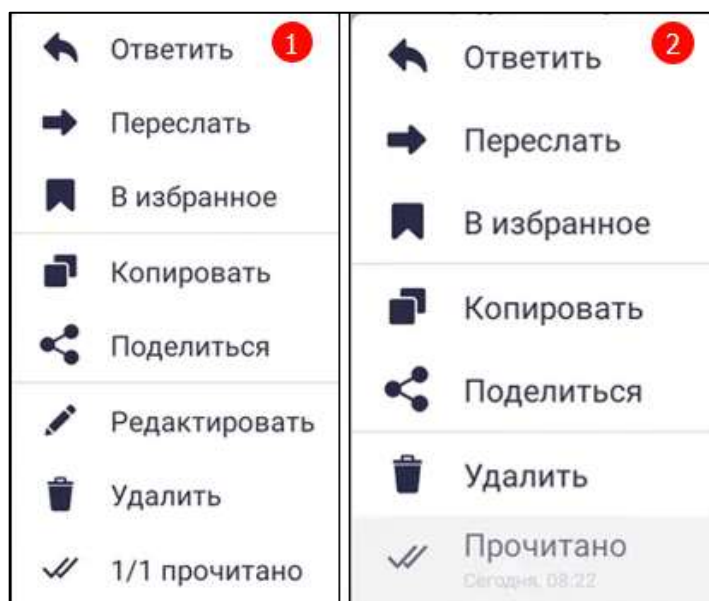 Ответить 1
Переслать
В избранное
Копировать
Поделиться
Редактировать
Удалить
1/1 прочитано
Ответить 2
Переслать
В избранное
Копировать
Поделиться
Удалить
Прочитано
Сегодня, 08:22